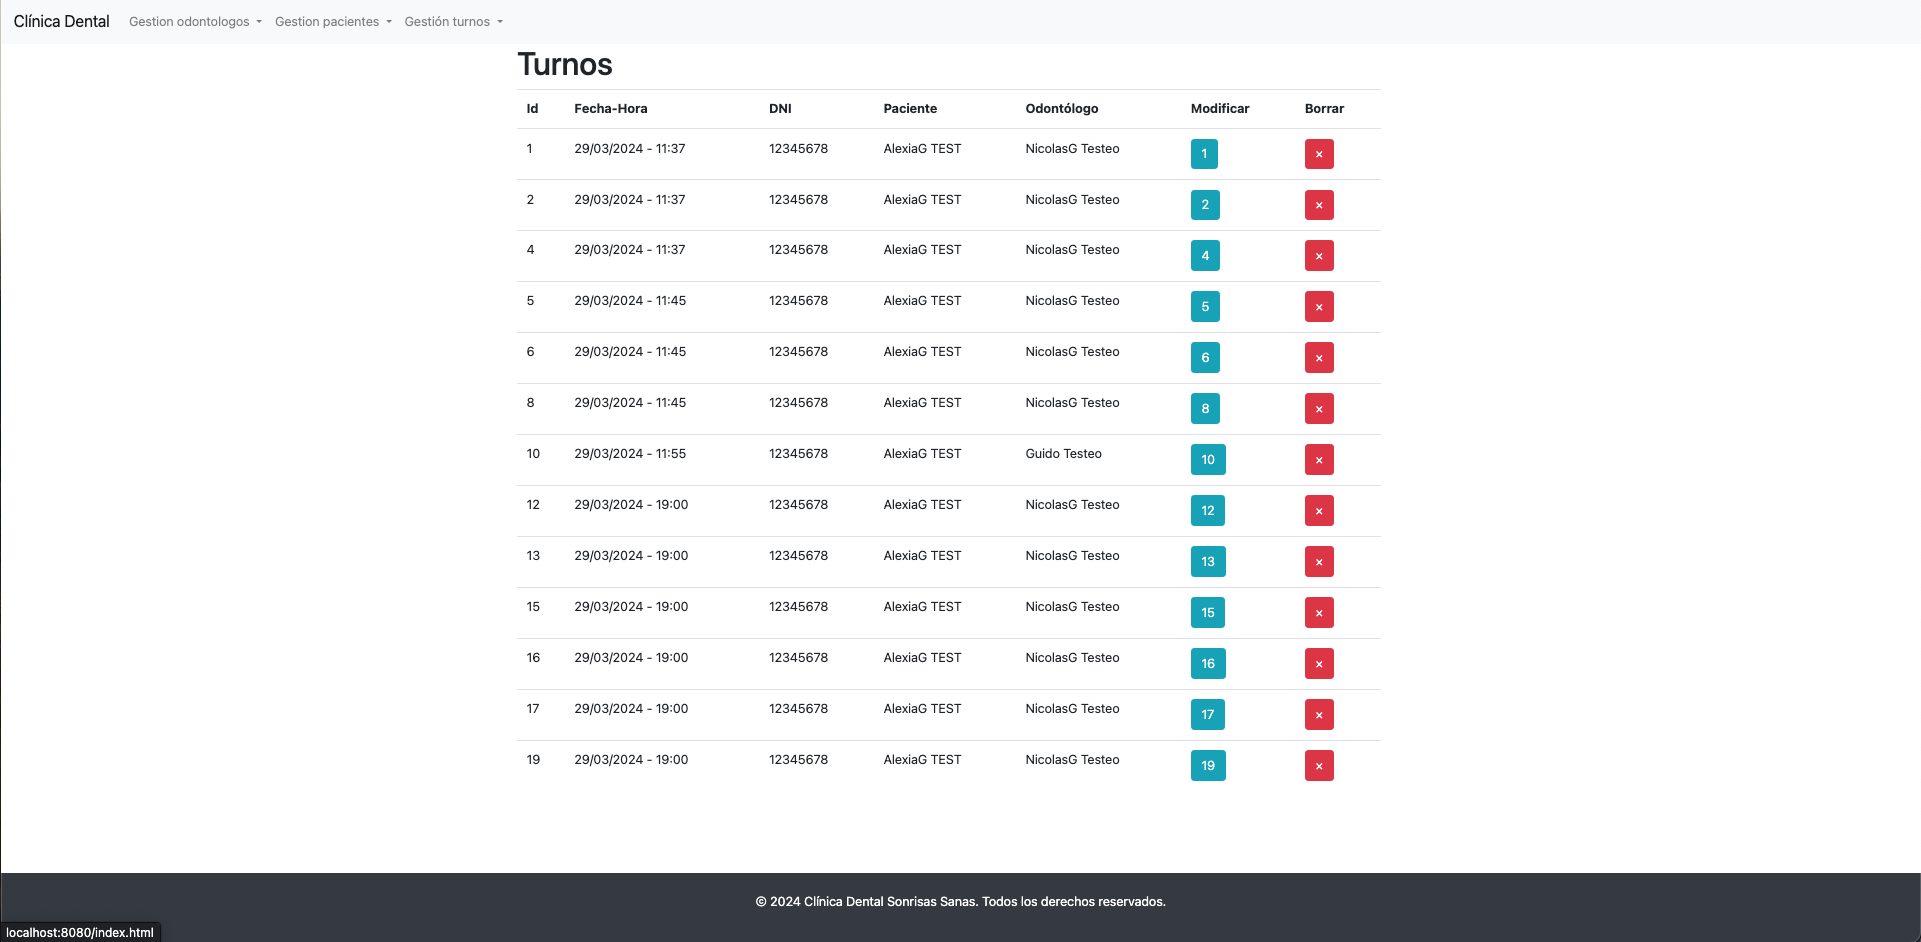 Clínica Dental Gestion odontologos Gestion pacientes Gestión turnos
Turnos
Id Fecha-Hora DNI Paciente Odontólogo Modificar Borrar
1 29/03/2024 - 11:37 12345678 AlexiaG TEST NicolasG Testeo 1 ×
2 29/03/2024 - 11:37 12345678 AlexiaG TEST NicolasG Testeo 2 ×
4 29/03/2024 - 11:37 12345678 AlexiaG TEST NicolasG Testeo 4 ×
5 29/03/2024 - 11:45 12345678 AlexiaG TEST NicolasG Testeo 5 ×
6 29/03/2024 - 11:45 12345678 AlexiaG TEST NicolasG Testeo 6 ×
8 29/03/2024 - 11:45 12345678 AlexiaG TEST NicolasG Testeo 8 ×
10 29/03/2024 - 11:55 12345678 AlexiaG TEST Guido Testeo 10 ×
12 29/03/2024 - 19:00 12345678 AlexiaG TEST NicolasG Testeo 12 ×
13 29/03/2024 - 19:00 12345678 AlexiaG TEST NicolasG Testeo 13 ×
15 29/03/2024 - 19:00 12345678 AlexiaG TEST NicolasG Testeo 15 ×
16 29/03/2024 - 19:00 12345678 AlexiaG TEST NicolasG Testeo 16 ×
17 29/03/2024 - 19:00 12345678 AlexiaG TEST NicolasG Testeo 17 ×
19 29/03/2024 - 19:00 12345678 AlexiaG TEST NicolasG Testeo 19 ×
© 2024 Clínica Dental Sonrisas Sanas. Todos los derechos reservados.
localhost:8080/index.html